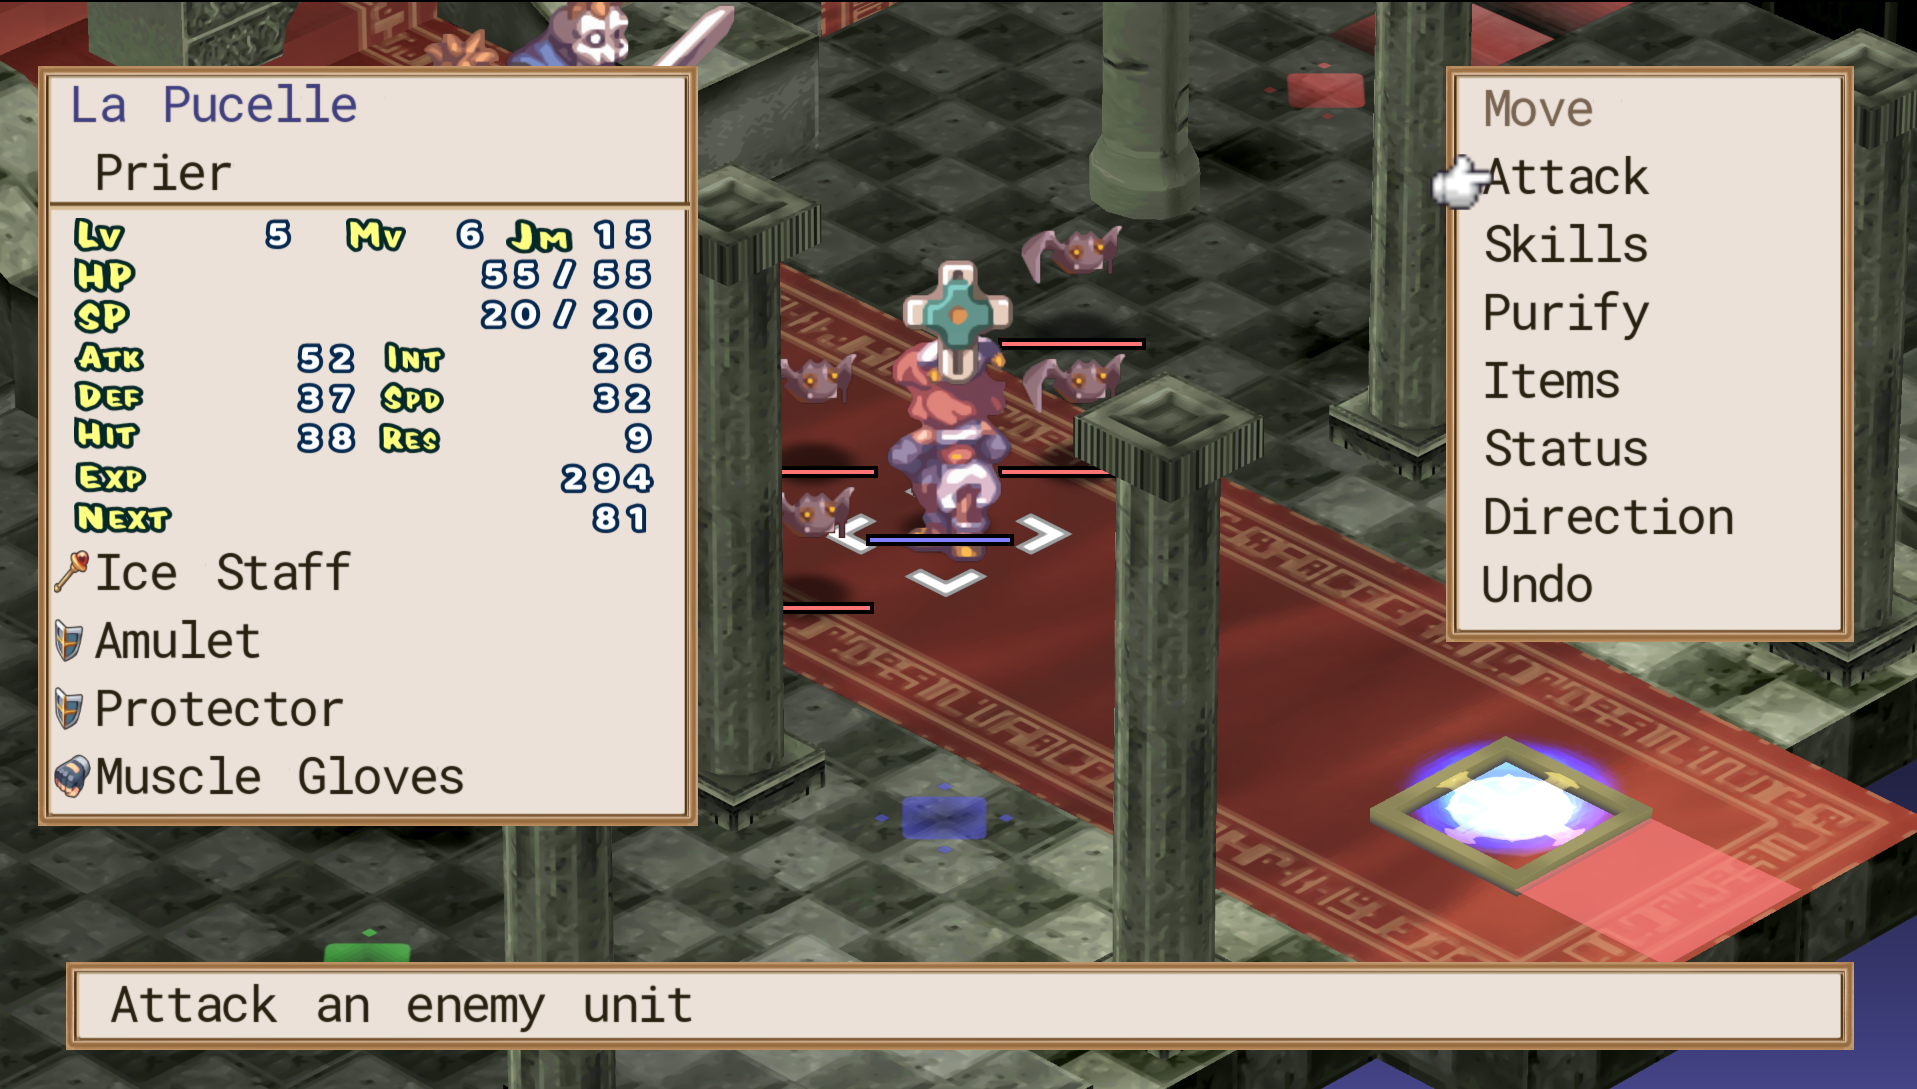 La Pucelle
Prier
Lv 5 Mv 6 Jm 15
HP 55/55
SP 20/20
Atk 52 Int 26
Def 37 Spd 32
Hit 38 Res 9
Exp 294
Next 81
Ice Staff
Amulet
Protector
Muscle Gloves
Move
Attack
Skills
Purify
Items
Status
Direction
Undo
Attack an enemy unit